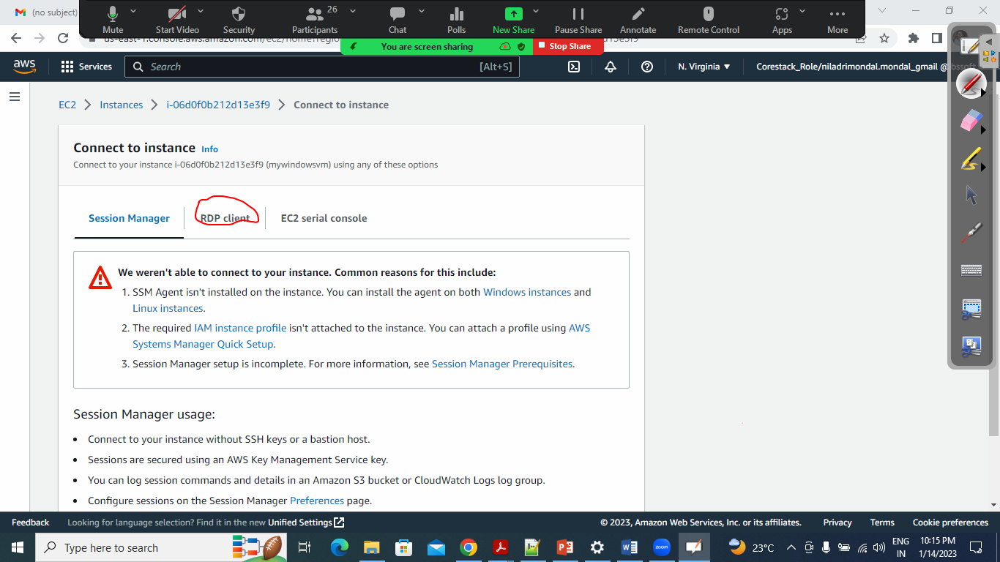 (no subject)
Mute
Start Video
Security
Participants
26
Chat
Polls
New Share
Pause Share
Annotate
Remote Control
Apps
More
You are screen sharing
Stop Share
aws
Services
Search
[Alt+S]
N. Virginia
Corestack_Role/niladrimondal.mondal_gmail @
EC2
Instances
i-06d0f0b212d13e3f9
Connect to instance
Connect to instance Info
Connect to your instance i-06d0f0b212d13e3f9 (mywindowsvm) using any of these options
Session Manager
RDP client
EC2 serial console
We weren't able to connect to your instance. Common reasons for this include:
1. SSM Agent isn't installed on the instance. You can install the agent on both Windows instances and
Linux instances.
2. The required IAM instance profile isn't attached to the instance. You can attach a profile using AWS
Systems Manager Quick Setup.
3. Session Manager setup is incomplete. For more information, see Session Manager Prerequisites.
Session Manager usage:
• Connect to your instance without SSH keys or a bastion host.
• Sessions are secured using an AWS Key Management Service key.
• You can log session commands and details in an Amazon S3 bucket or CloudWatch Logs log group.
• Configure sessions on the Session Manager Preferences page.
Feedback
Looking for language selection? Find it in the new Unified Settings
© 2023, Amazon Web Services, Inc. or its affiliates.
Privacy
Terms
Cookie preferences
Type here to search
zoom
23°C
ENG
IN
10:15 PM
1/14/2023